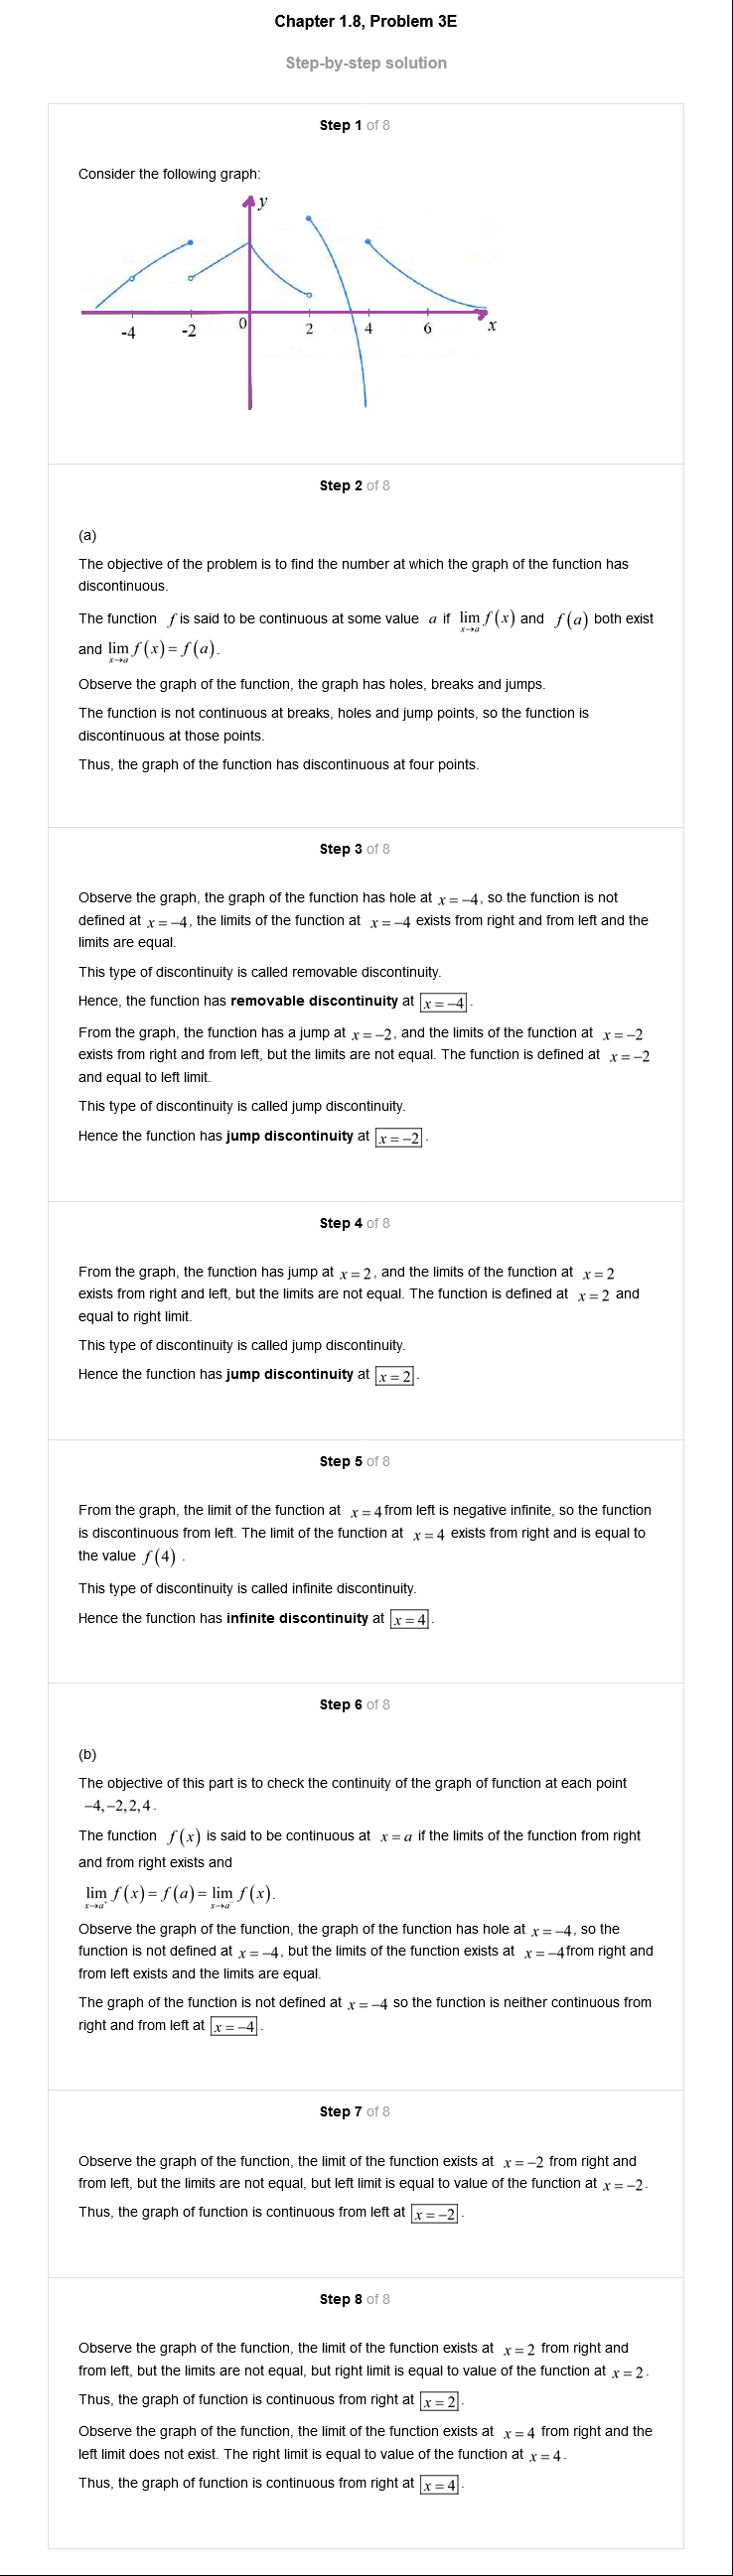 Chapter 1.8, Problem 3E
Step-by-step solution
Step 1 of 8
Consider the following graph:
y
-4 -2 0 2 4 6 x
Step 2 of 8
(a)
The objective of the problem is to find the number at which the graph of the function has
discontinuous.
The function f is said to be continuous at some value a if lim x→a f(x) and f(a) both exist
and lim x→a f(x) = f(a).
Observe the graph of the function, the graph has holes, breaks and jumps.
The function is not continuous at breaks, holes and jump points, so the function is
discontinuous at those points.
Thus, the graph of the function has discontinuous at four points.
Step 3 of 8
Observe the graph, the graph of the function has hole at x = −4, so the function is not
defined at x = −4, the limits of the function at x = −4 exists from right and from left and the
limits are equal.
This type of discontinuity is called removable discontinuity.
Hence, the function has removable discontinuity at x = −4.
From the graph, the function has a jump at x = −2, and the limits of the function at x = −2
exists from right and from left, but the limits are not equal. The function is defined at x = −2
and equal to left limit.
This type of discontinuity is called jump discontinuity.
Hence the function has jump discontinuity at x = −2.
Step 4 of 8
From the graph, the function has jump at x = 2, and the limits of the function at x = 2
exists from right and left, but the limits are not equal. The function is defined at x = 2 and
equal to right limit.
This type of discontinuity is called jump discontinuity.
Hence the function has jump discontinuity at x = 2.
Step 5 of 8
From the graph, the limit of the function at x = 4 from left is negative infinite, so the function
is discontinuous from left. The limit of the function at x = 4 exists from right and is equal to
the value f(4) .
This type of discontinuity is called infinite discontinuity.
Hence the function has infinite discontinuity at x = 4.
Step 6 of 8
(b)
The objective of this part is to check the continuity of the graph of function at each point
−4, −2, 2, 4.
The function f(x) is said to be continuous at x = a if the limits of the function from right
and from right exists and
lim x→a⁺ f(x) = f(a) = lim x→a⁻ f(x).
Observe the graph of the function, the graph of the function has hole at x = −4, so the
function is not defined at x = −4, but the limits of the function exists at x = −4 from right and
from left exists and the limits are equal.
The graph of the function is not defined at x = −4 so the function is neither continuous from
right and from left at x = −4.
Step 7 of 8
Observe the graph of the function, the limit of the function exists at x = −2 from right and
from left, but the limits are not equal, but left limit is equal to value of the function at x = −2.
Thus, the graph of function is continuous from left at x = −2.
Step 8 of 8
Observe the graph of the function, the limit of the function exists at x = 2 from right and
from left, but the limits are not equal, but right limit is equal to value of the function at x = 2.
Thus, the graph of function is continuous from right at x = 2.
Observe the graph of the function, the limit of the function exists at x = 4 from right and the
left limit does not exist. The right limit is equal to value of the function at x = 4.
Thus, the graph of function is continuous from right at x = 4.